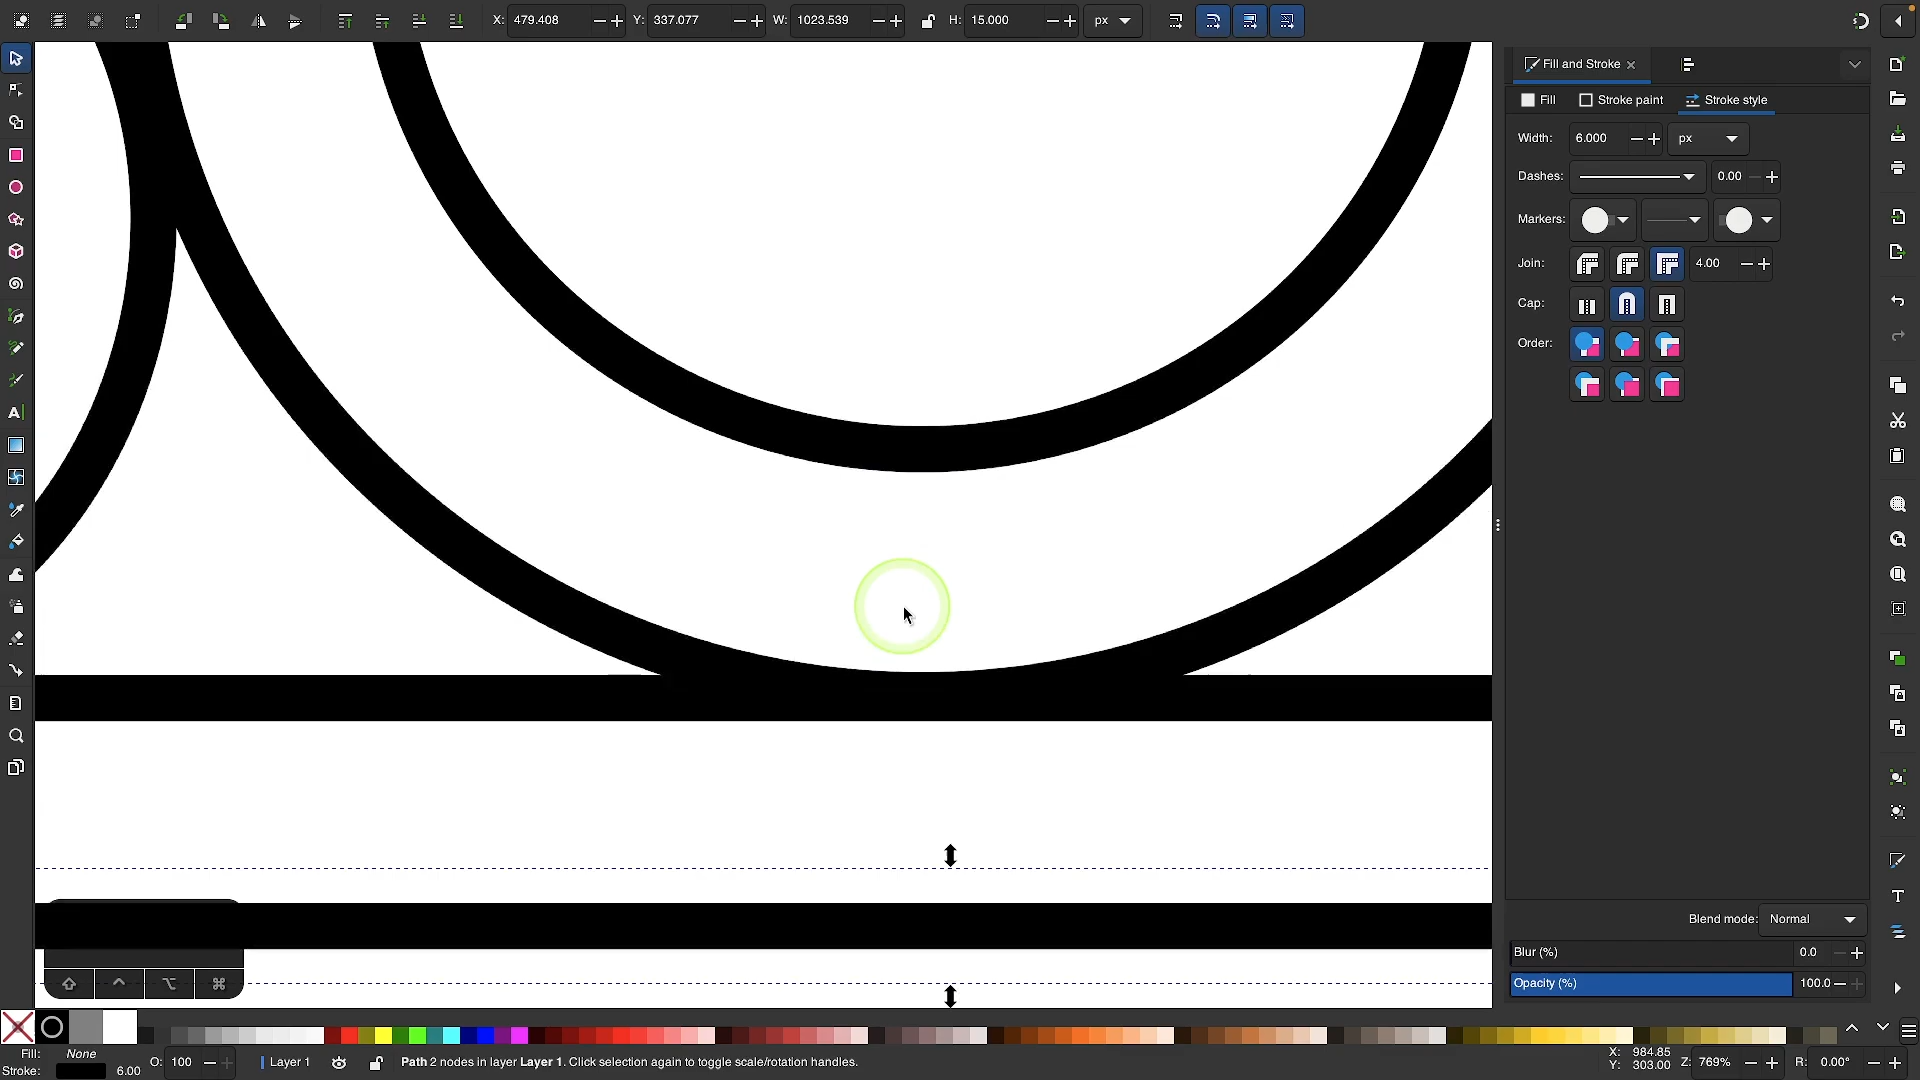 X: 479.408 Y: 337.077 W: 1023.539 H: 15.000 px
Fill and Stroke
Fill Stroke paint Stroke style
Width: 6.000 px
Dashes: 0.00
Markers:
Join: 4.00
Cap:
Order:
Blend mode: Normal
Blur (%) 0.0
Opacity (%) 100.0
Fill: None O: 100 Layer 1 Path 2 nodes in layer Layer 1. Click selection again to toggle scale/rotation handles. X: 984.85 Z: 769% R: 0.00°
Stroke: 6.00 Y: 303.00